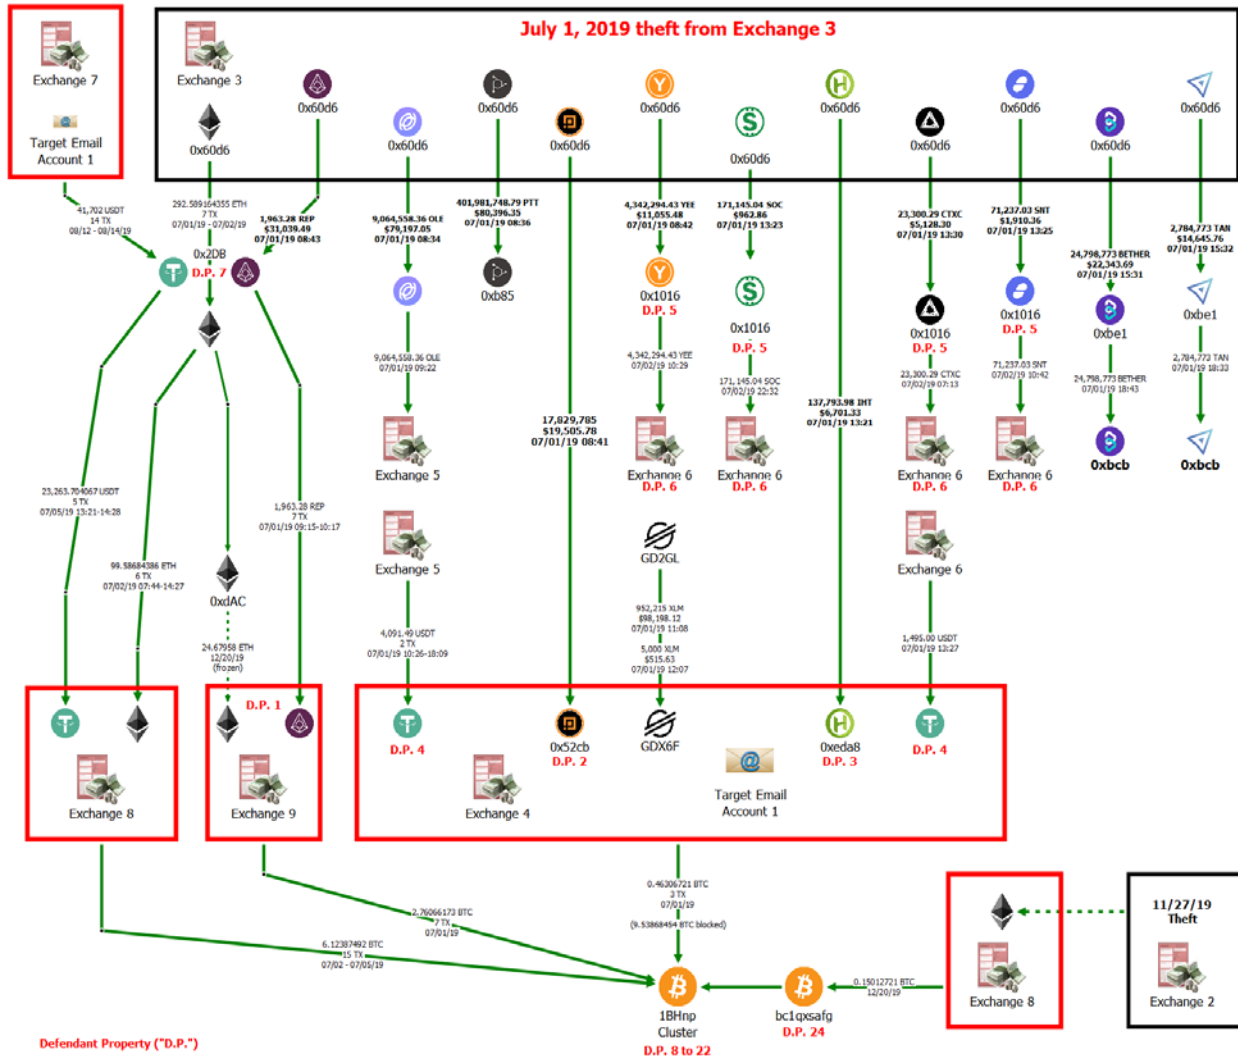 July 1, 2019 theft from Exchange 3
Exchange 7
Target Email
Account 1
Exchange 3
0x60d6
0x60d6
0x60d6
0x60d6
0x60d6
0x60d6
0x60d6
0x60d6
0x60d6
0x60d6
0x60d6
0x60d6
41,702 USDT
14 TX
08/12 - 08/14/19
292.589164355 ETH
7 TX
07/01/19 - 07/02/19
0x2DB
D.P. 7
1,963.28 REP
$31,039.49
07/01/19 08:43
9,064,558.36 OLE
$79,197.05
07/01/19 08:34
401,981,748.79 PTT
$80,396.35
07/01/19 08:36
0xb85
4,342,294.43 YEE
$11,055.48
07/01/19 08:42
0x1016
D.P. 5
171,145.04 SOC
$962.86
07/01/19 13:23
0x1016
D.P. 5
23,300.29 CTXC
$5,128.30
07/01/19 13:30
0x1016
D.P. 5
71,237.03 SNT
$1,910.36
07/01/19 13:25
0x1016
D.P. 5
24,798,773 BETHER
$22,343.69
07/01/19 15:31
0xbe1
2,784,773 TAN
$14,645.76
07/01/19 15:32
0xbe1
9,064,558.36 OLE
07/01/19 09:22
4,342,294.43 YEE
07/02/19 10:29
171,145.04 SOC
07/02/19 22:32
23,300.29 CTXC
07/02/19 07:13
71,237.03 SNT
07/02/19 10:42
24,798,773 BETHER
07/01/19 18:43
2,784,773 TAN
07/01/19 18:33
17,829,785
$19,505.78
07/01/19 08:41
137,793.98 IHT
$6,701.33
07/01/19 13:21
Exchange 5
Exchange 6
D.P. 6
Exchange 6
D.P. 6
Exchange 6
D.P. 6
Exchange 6
D.P. 6
0xbcb
0xbcb
23,263.704067 USDT
5 TX
07/05/19 13:21-14:28
1,963.28 REP
7 TX
07/01/19 09:15-10:17
99.58684386 ETH
6 TX
07/02/19 07:44-14:27
0xdAC
24.67958 ETH
12/20/19
(frozen)
Exchange 5
GD2GL
Exchange 6
4,091.49 USDT
2 TX
07/01/19 10:26-18:09
952,215 XLM
$98,198.12
07/01/19 11:08
5,000 XLM
$515.63
07/01/19 12:07
1,495.00 USDT
07/01/19 13:27
Exchange 8
D.P. 1
Exchange 9
D.P. 4
0x52cb
D.P. 2
GDX6F
0xeda8
D.P. 3
D.P. 4
Exchange 4
Target Email
Account 1
0.46306721 BTC
3 TX
07/01/19
(9.53868454 BTC blocked)
2.76066173 BTC
7 TX
07/01/19
6.12387492 BTC
15 TX
07/02 - 07/05/19
1BHnp
Cluster
D.P. 8 to 22
bc1qxsafg
D.P. 24
0.15012721 BTC
12/20/19
Exchange 8
11/27/19
Theft
Exchange 2
Defendant Property ("D.P.")